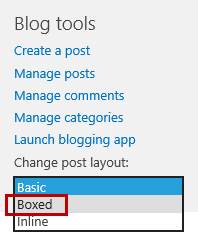 Blog tools
Create a post
Manage posts
Manage comments
Manage categories
Launch blogging app
Change post layout:
Basic
Boxed
Inline